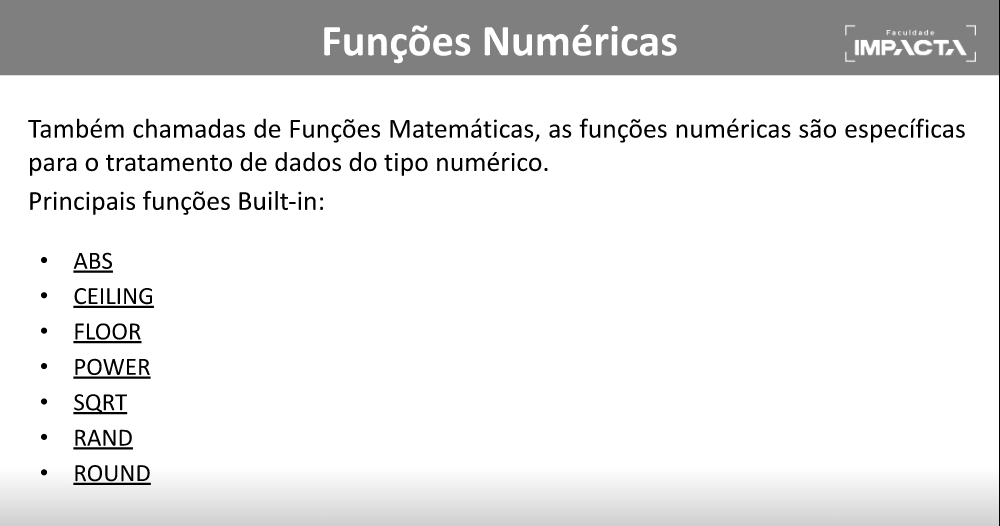 Funções Numéricas
Faculdade
IMPACTA
Também chamadas de Funções Matemáticas, as funções numéricas são específicas
para o tratamento de dados do tipo numérico.
Principais funções Built-in:
• ABS
• CEILING
• FLOOR
• POWER
• SQRT
• RAND
• ROUND